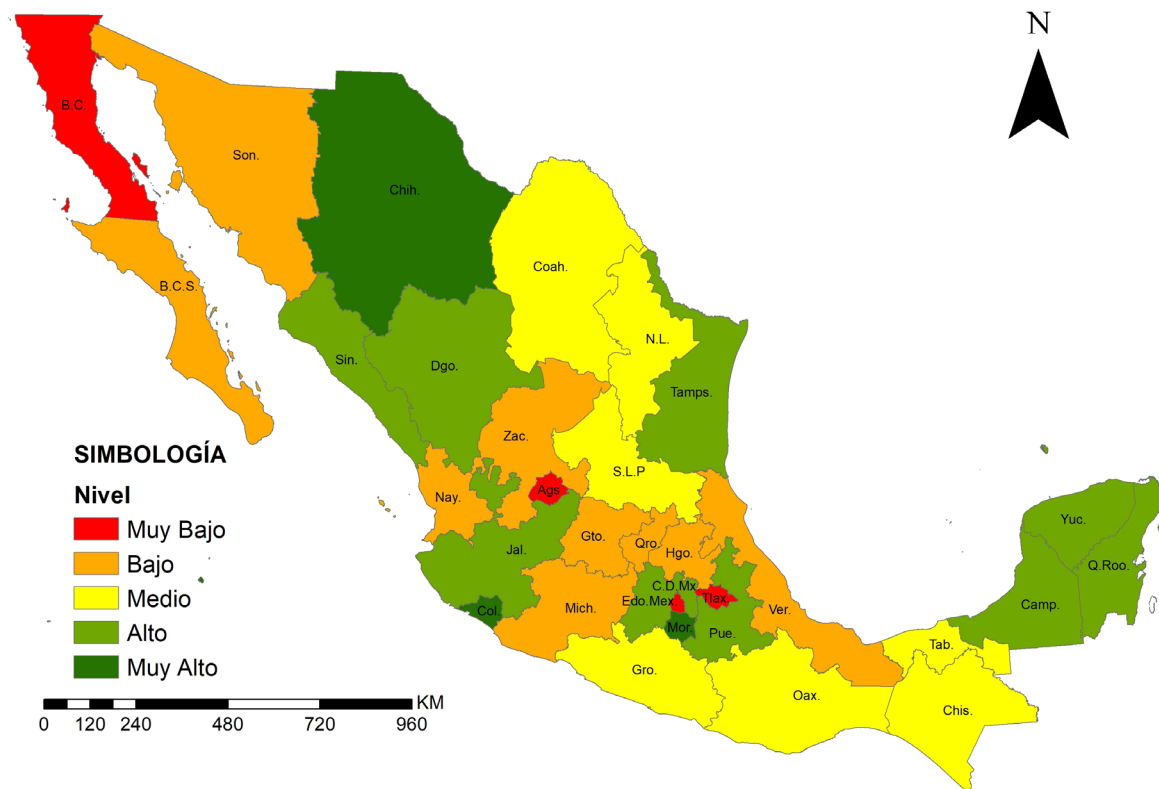 N
B.C.
Son.
Chih.
Coah.
B.C.S.
N.L.
Sin.
Dgo.
Tamps.
Zac.
S.L.P
Nay.
Ags.
Yuc.
Jal.
Gto.
Qro.
Hgo.
Q.Roo.
C.D.Mx.
Edo.Mex.
Tlax.
Camp.
Col.
Mich.
Mor.
Pue.
Ver.
Gro.
Tab.
Oax.
Chis.
SIMBOLOGÍA
Nivel
Muy Bajo
Bajo
Medio
Alto
Muy Alto
KM
0 120 240 480 720 960